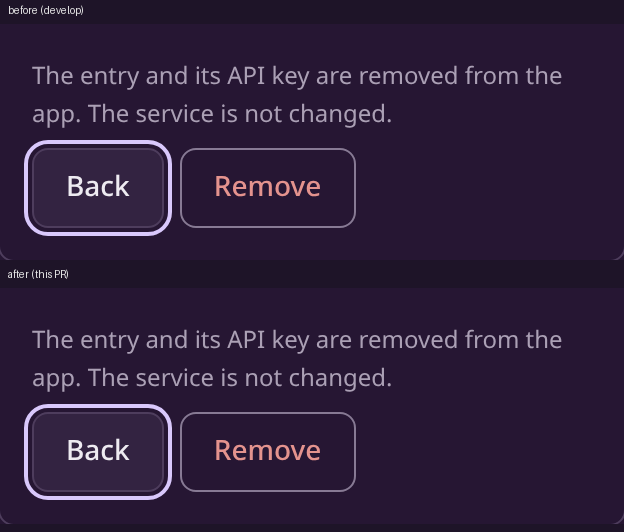 before (develop)
The entry and its API key are removed from the
app. The service is not changed.
Back
Remove
after (this PR)
The entry and its API key are removed from the
app. The service is not changed.
Back
Remove